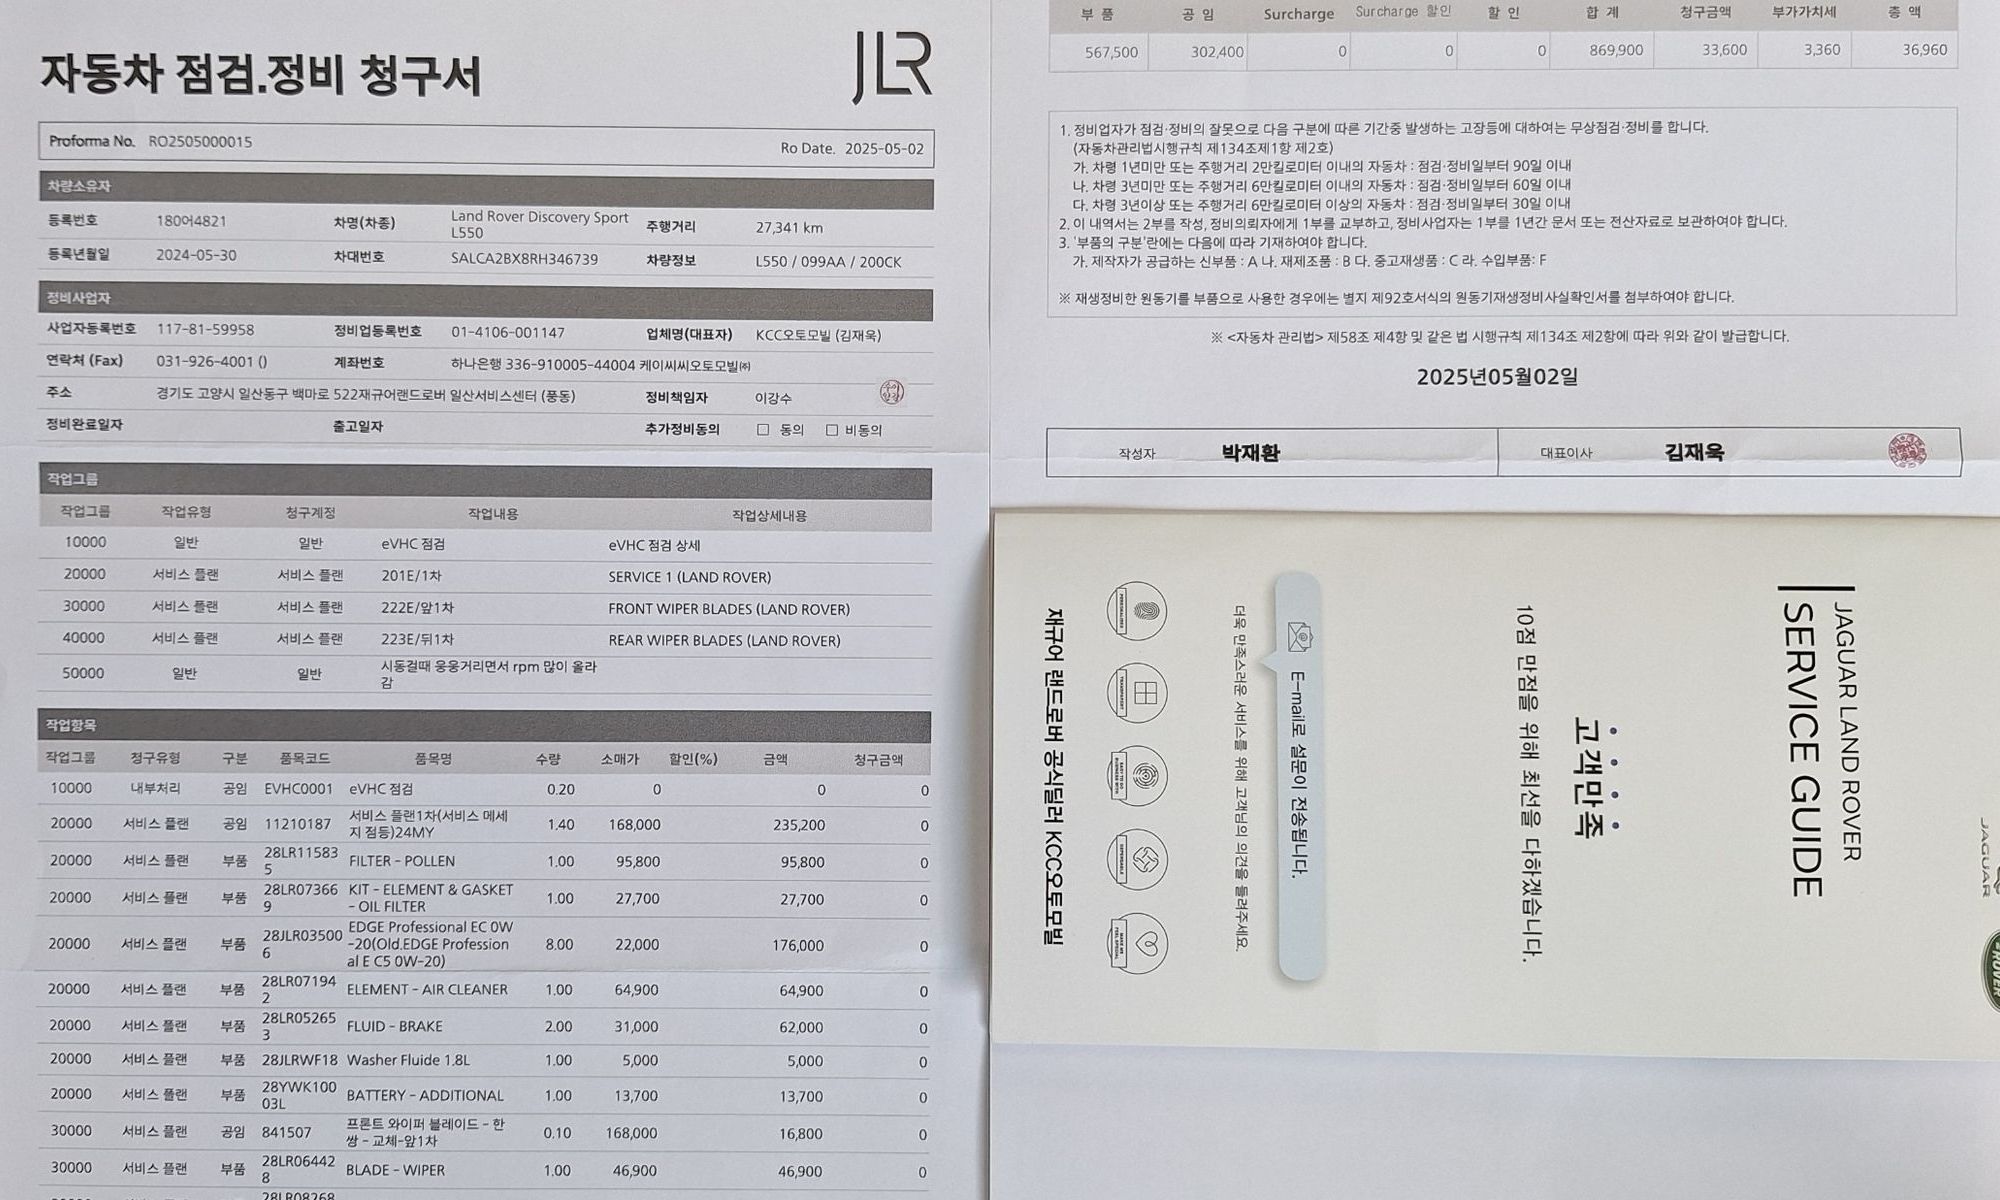 자동차 점검.정비 청구서
JLR
Proforma No. RO2505000015
Ro Date. 2025-05-02
차량소유자
등록번호 180어4821 차명(차종) Land Rover Discovery Sport L550 주행거리 27,341 km
등록년월일 2024-05-30 차대번호 SALCA2BX8RH346739 차량정보 L550 / 099AA / 200CK
정비사업자
사업자등록번호 117-81-59958 정비업등록번호 01-4106-001147 업체명(대표자) KCC오토모빌 (김재욱)
연락처 (Fax) 031-926-4001 () 계좌번호 하나은행 336-910005-44004 케이씨씨오토모빌㈜
주소 경기도 고양시 일산동구 백마로 522재규어랜드로버 일산서비스센터 (풍동) 정비책임자 이강수
정비완료일자 출고일자 추가정비동의 □ 동의 □ 비동의
작업그룹
작업그룹 작업유형 청구계정 작업내용 작업상세내용
10000 일반 일반 eVHC 점검 eVHC 점검 상세
20000 서비스 플랜 서비스 플랜 201E/1차 SERVICE 1 (LAND ROVER)
30000 서비스 플랜 서비스 플랜 222E/앞1차 FRONT WIPER BLADES (LAND ROVER)
40000 서비스 플랜 서비스 플랜 223E/뒤1차 REAR WIPER BLADES (LAND ROVER)
50000 일반 일반 시동걸때 웅웅거리면서 rpm 많이 올라감
작업항목
작업그룹 청구유형 구분 품목코드 품목명 수량 소매가 할인(%) 금액 청구금액
10000 내부처리 공임 EVHC0001 eVHC 점검 0.20 0 0 0
20000 서비스 플랜 공임 11210187 서비스 플랜1차(서비스 메세지 점등)24MY 1.40 168,000 235,200 0
20000 서비스 플랜 부품 28LR115835 FILTER - POLLEN 1.00 95,800 95,800 0
20000 서비스 플랜 부품 28LR073669 KIT - ELEMENT & GASKET - OIL FILTER 1.00 27,700 27,700 0
20000 서비스 플랜 부품 28JLR035006 EDGE Professional EC 0W-20(Old.EDGE Professional E C5 0W-20) 8.00 22,000 176,000 0
20000 서비스 플랜 부품 28LR071942 ELEMENT - AIR CLEANER 1.00 64,900 64,900 0
20000 서비스 플랜 부품 28LR052653 FLUID - BRAKE 2.00 31,000 62,000 0
20000 서비스 플랜 부품 28JLRWF18 Washer Fluide 1.8L 1.00 5,000 5,000 0
20000 서비스 플랜 부품 28YWK10003L BATTERY - ADDITIONAL 1.00 13,700 13,700 0
30000 서비스 플랜 공임 841507 프론트 와이퍼 블레이드 - 한쌍 - 교체-앞1차 0.10 168,000 16,800 0
30000 서비스 플랜 부품 28LR064428 BLADE - WIPER 1.00 46,900 46,900 0
28LR08268
부 품 공 임 Surcharge Surcharge 할인 할 인 합 계 청구금액 부가가치세 총 액
567,500 302,400 0 0 0 869,900 33,600 3,360 36,960
1. 정비업자가 점검·정비의 잘못으로 다음 구분에 따른 기간중 발생하는 고장등에 대하여는 무상점검·정비를 합니다.
(자동차관리법시행규칙 제134조제1항 제2호)
가. 차령 1년미만 또는 주행거리 2만킬로미터 이내의 자동차 : 점검·정비일부터 90일 이내
나. 차령 3년미만 또는 주행거리 6만킬로미터 이내의 자동차 : 점검·정비일부터 60일 이내
다. 차령 3년이상 또는 주행거리 6만킬로미터 이상의 자동차 : 점검·정비일부터 30일 이내
2. 이 내역서는 2부를 작성, 정비의뢰자에게 1부를 교부하고, 정비사업자는 1부를 1년간 문서 또는 전산자료로 보관하여야 합니다.
3. '부품의 구분'란에는 다음에 따라 기재하여야 합니다.
가. 제작자가 공급하는 신부품 : A 나. 재제조품 : B 다. 중고재생품 : C 라. 수입부품: F
※ 재생정비한 원동기를 부품으로 사용한 경우에는 별지 제92호서식의 원동기재생정비사실확인서를 첨부하여야 합니다.
※ <자동차 관리법> 제58조 제4항 및 같은 법 시행규칙 제134조 제2항에 따라 위와 같이 발급합니다.
2025년05월02일
작성자 박재환 대표이사 김재욱
JAGUAR LAND ROVER
SERVICE GUIDE
고객만족
10점 만점을 위해 최선을 다하겠습니다.
E-mail로 설문이 전송됩니다.
더욱 만족스러운 서비스를 위해 고객님의 의견을 들려주세요.
PERSONALISED
TRANSPARENT
EASY TO DO BUSINESS WITH
DEPENDABLE
MAKE ME FEEL SPECIAL
재규어 랜드로버 공식딜러 KCC오토모빌
JAGUAR
ROVER